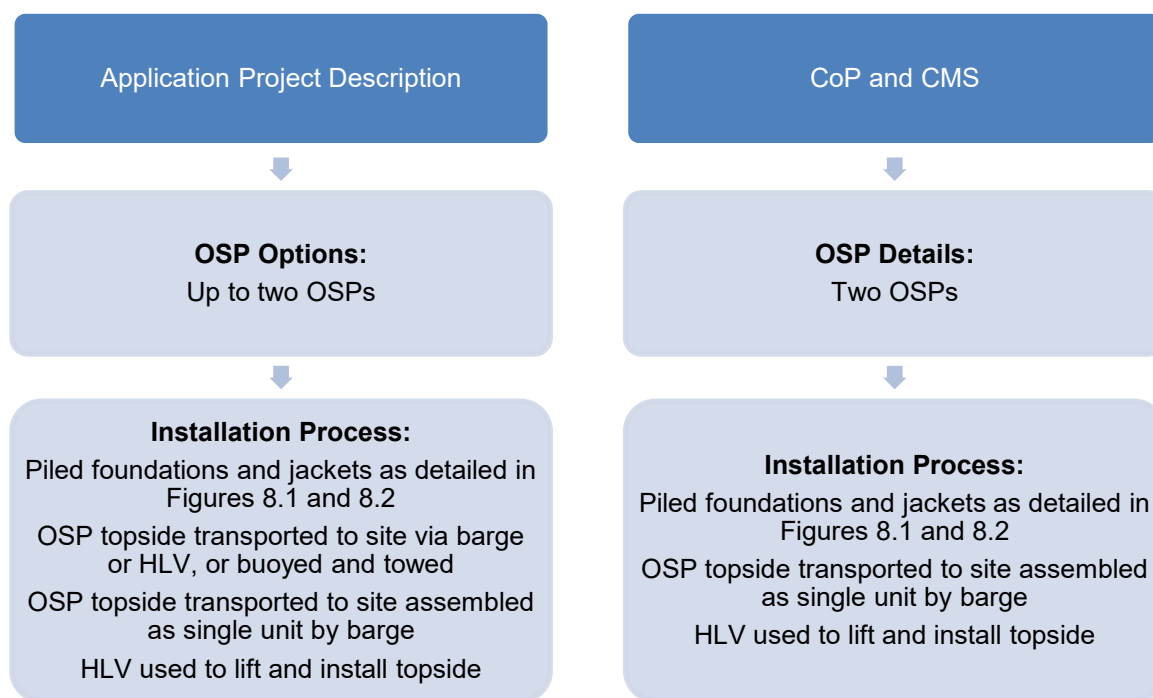 Application Project Description
OSP Options:
Up to two OSPs
Installation Process:
Piled foundations and jackets as detailed in
Figures 8.1 and 8.2
OSP topside transported to site via barge
or HLV, or buoyed and towed
OSP topside transported to site assembled
as single unit by barge
HLV used to lift and install topside
CoP and CMS
OSP Details:
Two OSPs
Installation Process:
Piled foundations and jackets as detailed in
Figures 8.1 and 8.2
OSP topside transported to site assembled
as single unit by barge
HLV used to lift and install topside